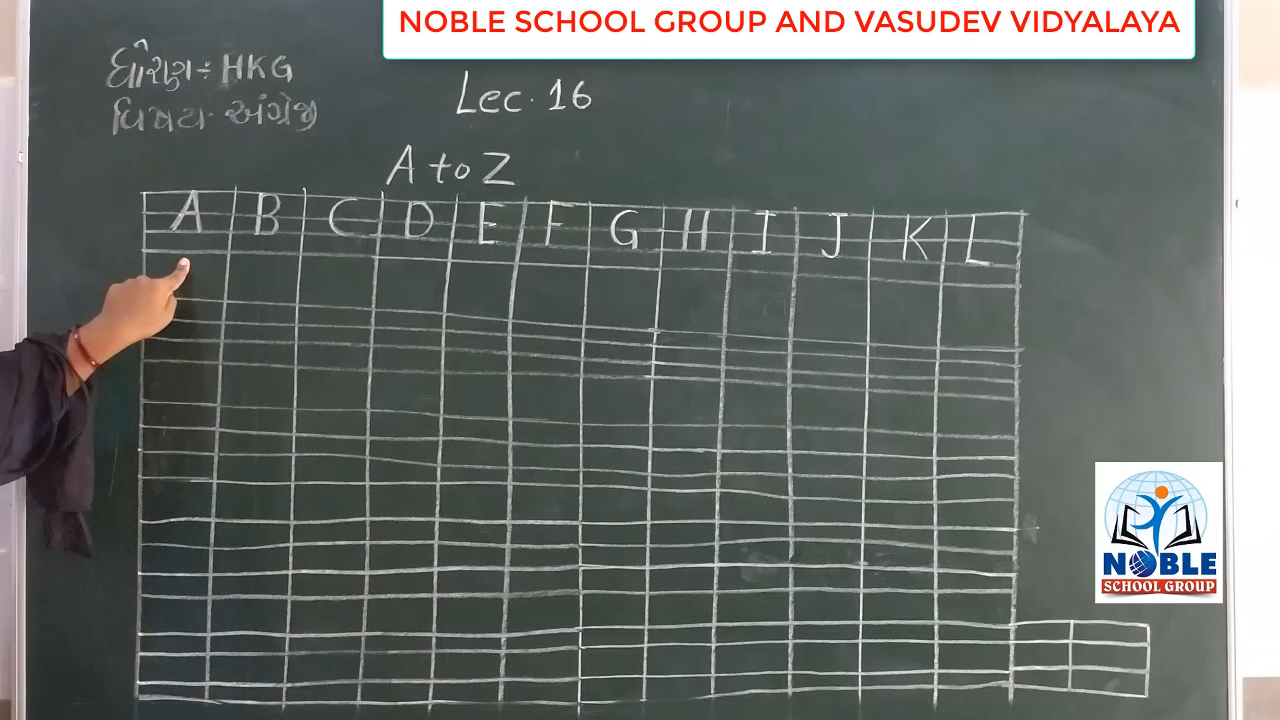 NOBLE SCHOOL GROUP AND VASUDEV VIDYALAYA
ધોરણ: HKG
વિષય- અંગ્રેજી
Lec. 16
A to Z
A B C D E F G H I J K L
NOBLE
SCHOOL GROUP